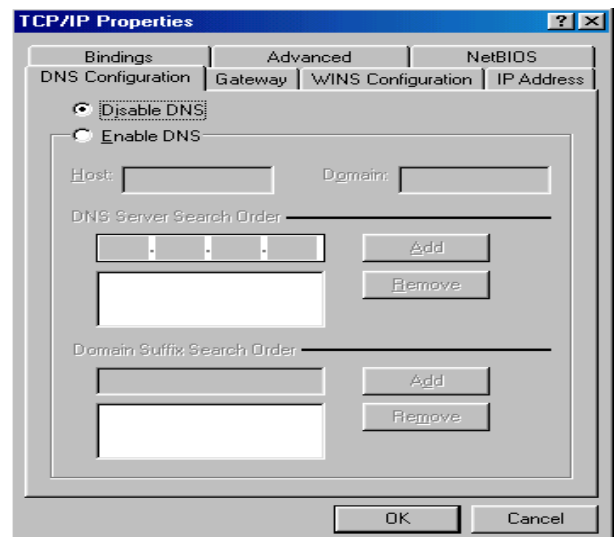 TCP/IP Properties ? X
Bindings Advanced NetBIOS
DNS Configuration Gateway WINS Configuration IP Address
Disable DNS
Enable DNS
Host: Domain:
DNS Server Search Order
. . . Add
Remove
Domain Suffix Search Order
Add
Remove
OK Cancel